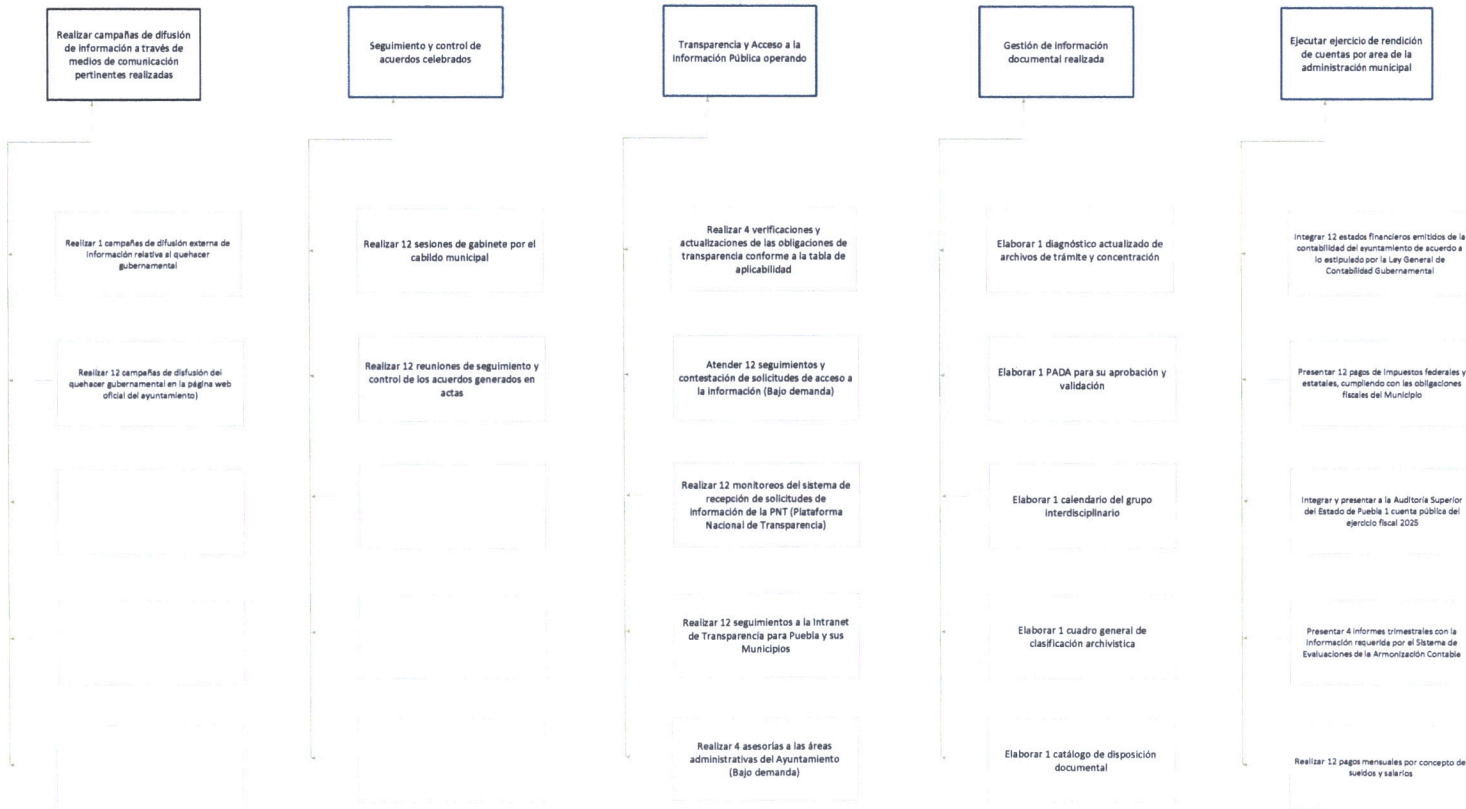 Realizar campañas de difusión
de información a través de
medios de comunicación
pertinentes realizadas
Realizar 1 campañas de difusión externa de
información relativa al quehacer
gubernamental
Realizar 12 campañas de disfusión del
quehacer gubernamental en la página web
oficial del ayuntamiento)
Seguimiento y control de
acuerdos celebrados
Realizar 12 sesiones de gabinete por el
cabildo municipal
Realizar 12 reuniones de seguimiento y
control de los acuerdos generados en
actas
Transparencia y Acceso a la
Información Pública operando
Realizar 4 verificaciones y
actualizaciones de las obligaciones de
transparencia conforme a la tabla de
aplicabilidad
Atender 12 seguimientos y
contestación de solicitudes de acceso a
la información (Bajo demanda)
Realizar 12 monitoreos del sistema de
recepción de solicitudes de
información de la PNT (Plataforma
Nacional de Transparencia)
Realizar 12 seguimientos a la Intranet
de Transparencia para Puebla y sus
Municipios
Realizar 4 asesorías a las áreas
administrativas del Ayuntamiento
(Bajo demanda)
Gestión de información
documental realizada
Elaborar 1 diagnóstico actualizado de
archivos de trámite y concentración
Elaborar 1 PADA para su aprobación y
validación
Elaborar 1 calendario del grupo
interdisciplinario
Elaborar 1 cuadro general de
clasificación archivistica
Elaborar 1 catálogo de disposición
documental
Ejecutar ejercicio de rendición
de cuentas por area de la
administración municipal
Integrar 12 estados financieros emitidos de la
contabilidad del ayuntamiento de acuerdo a
lo estipulado por la Ley General de
Contabilidad Gubernamental
Presentar 12 pagos de impuestos federales y
estatales, cumpliendo con las obligaciones
fiscales del Municipio
Integrar y presentar a la Auditoría Superior
del Estado de Puebla 1 cuenta pública del
ejercicio fiscal 2025
Presentar 4 informes trimestrales con la
información requerida por el Sistema de
Evaluaciones de la Armonización Contable
Realizar 12 pagos mensuales por concepto de
sueldos y salarios